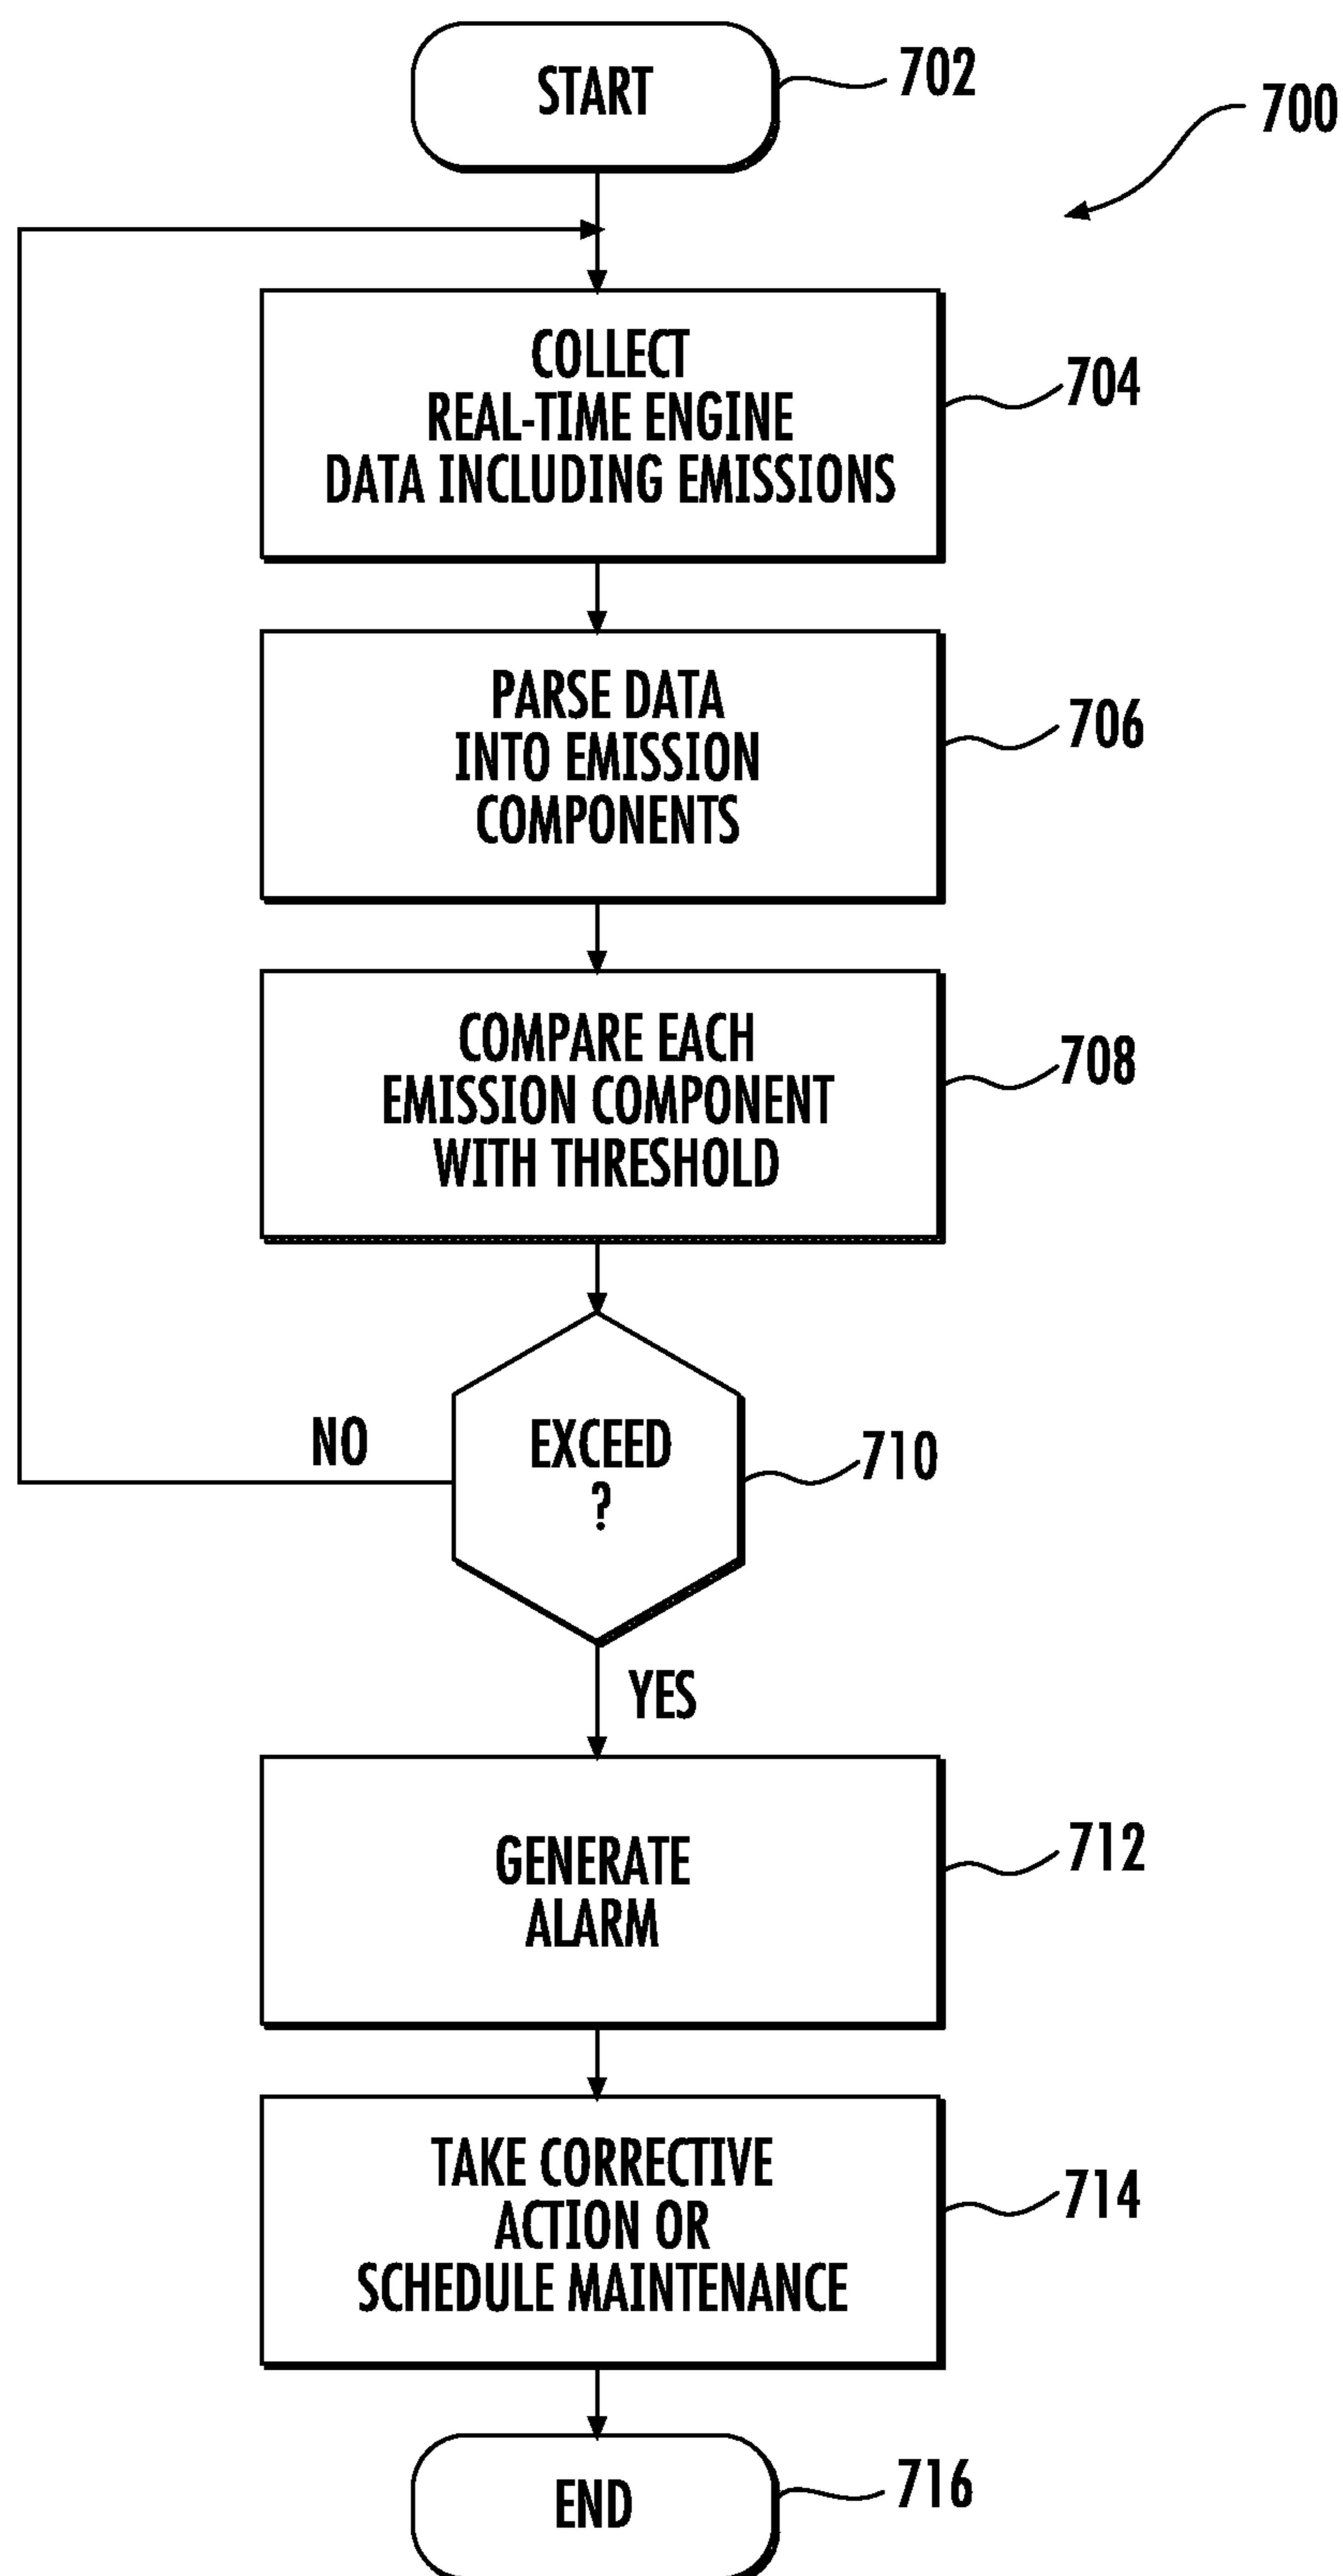 START
702
700
COLLECT
REAL-TIME ENGINE
DATA INCLUDING EMISSIONS
704
PARSE DATA
INTO EMISSION
COMPONENTS
706
COMPARE EACH
EMISSION COMPONENT
WITH THRESHOLD
708
NO
EXCEED
?
710
YES
GENERATE
ALARM
712
TAKE CORRECTIVE
ACTION OR
SCHEDULE MAINTENANCE
714
END
716